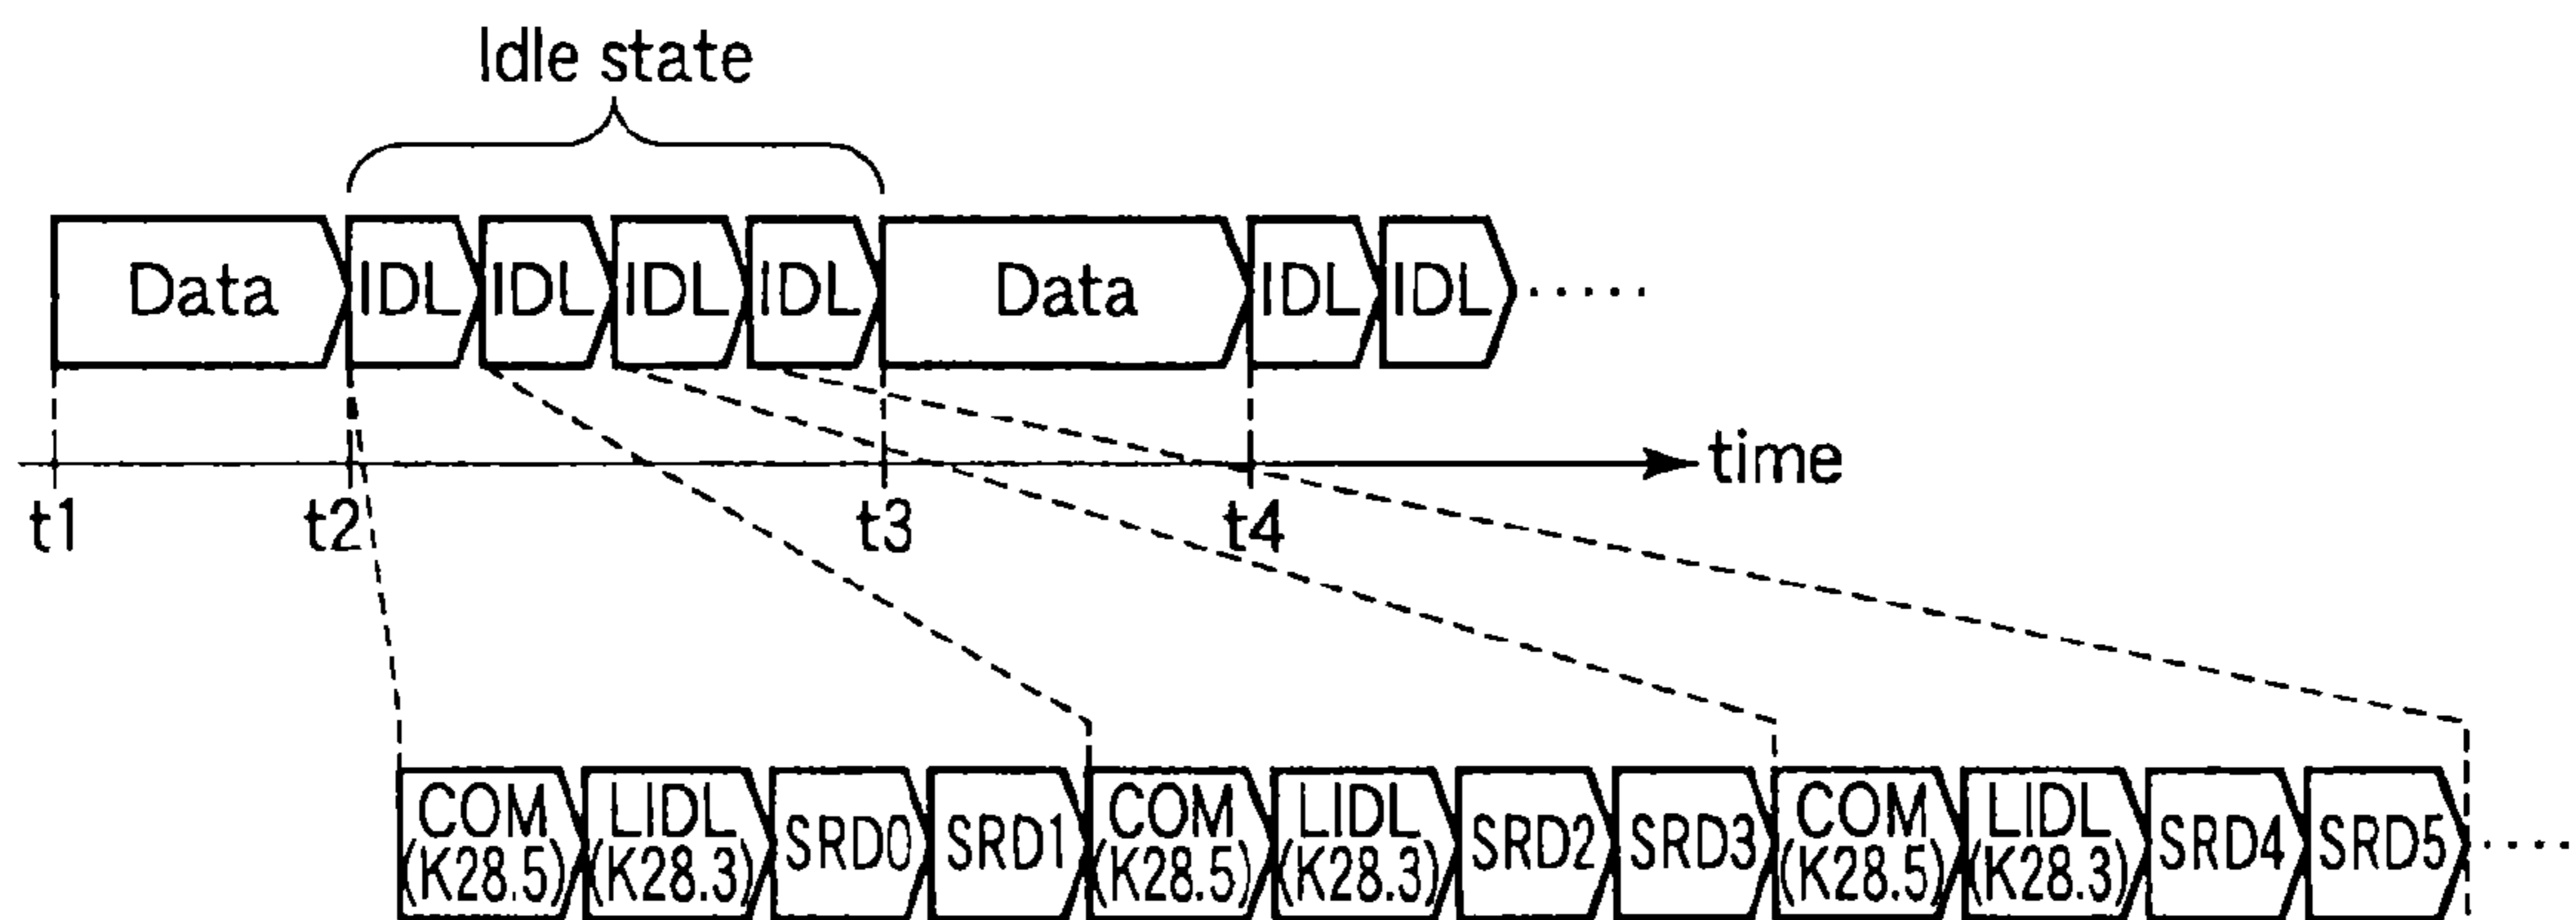 Idle state
Data IDL IDL IDL IDL Data IDL IDL .....
time
t1 t2 t3 t4
COM LIDL SRD0 SRD1 COM LIDL SRD2 SRD3 COM LIDL SRD4 SRD5 ....
(K28.5) (K28.3) (K28.5) (K28.3) (K28.5) (K28.3)